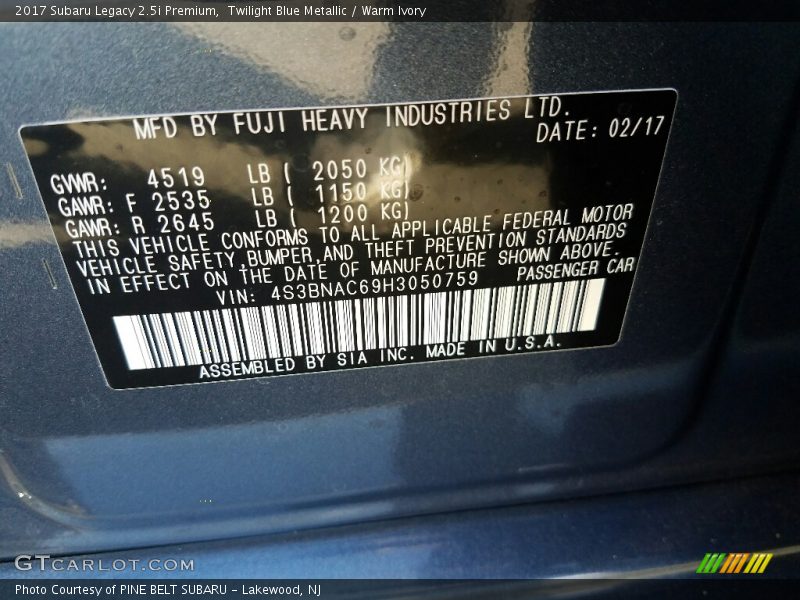 2017 Subaru Legacy 2.5i Premium,  Twilight Blue Metallic / Warm Ivory
MFD BY FUJI HEAVY INDUSTRIES LTD.
DATE: 02/17
GVWR: 4519 LB ( 2050 KG)
GAWR: F 2535 LB ( 1150 KG)
GAWR: R 2645 LB ( 1200 KG)
THIS VEHICLE CONFORMS TO ALL APPLICABLE FEDERAL MOTOR
VEHICLE SAFETY BUMPER,AND THEFT PREVENTION STANDARDS
IN EFFECT ON THE DATE OF MANUFACTURE SHOWN ABOVE.
VIN: 4S3BNAC69H3050759 PASSENGER CAR
ASSEMBLED BY SIA INC. MADE IN U.S.A.
GTCARLOT.COM
Photo Courtesy of PINE BELT SUBARU - Lakewood, NJ